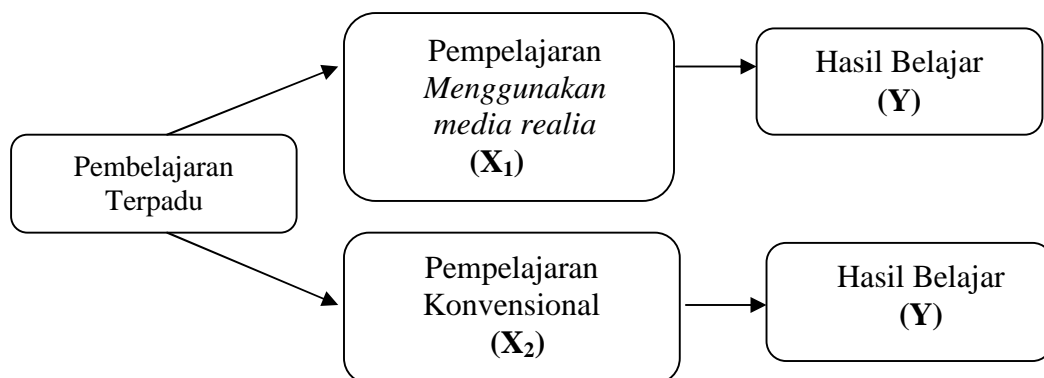 Pembelajaran
Terpadu
Pempelajaran
Menggunakan
media realia
(X₁)
Hasil Belajar
(Y)
Pempelajaran
Konvensional
(X₂)
Hasil Belajar
(Y)